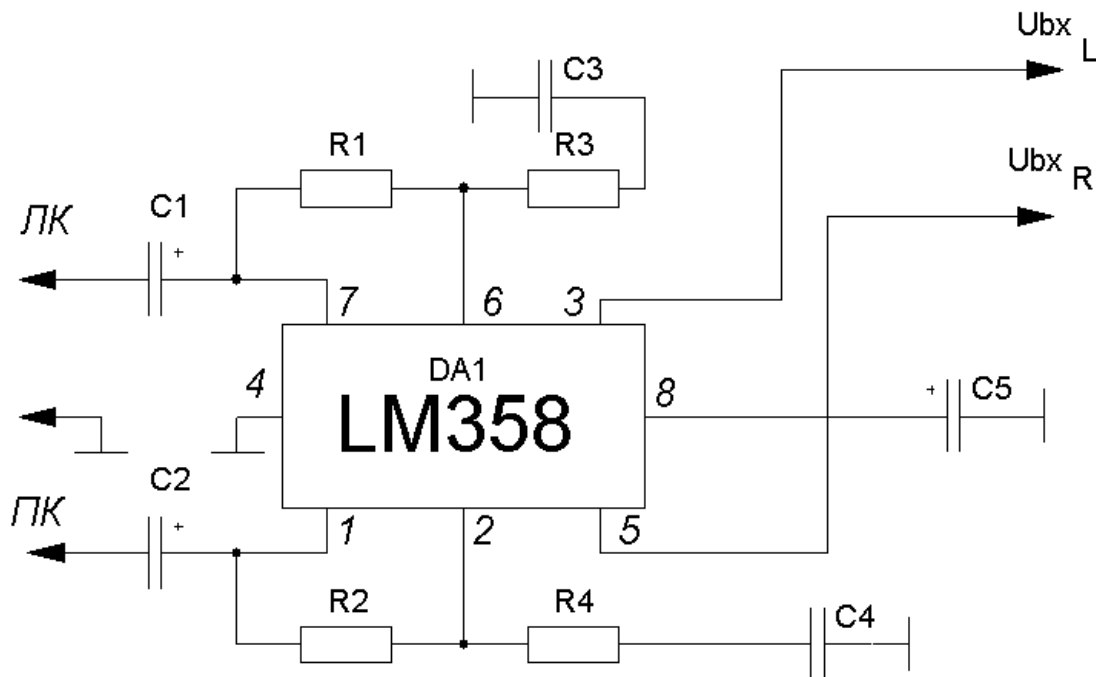 Ubx L
C3
R1
R3
Ubx R
C1
ЛК
+
7
6
3
DA1
LM358
4
8
+
C5
C2
ПК
+
1
2
5
R2
R4
C4